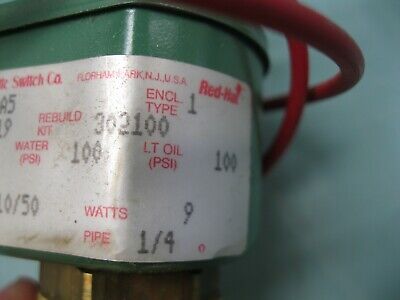 tic Switch Co. FLORHAM PARK, N.J., U.S.A. Red-Hat
A5 ENCL. TYPE 1
19 REBUILD KIT 302100
WATER (PSI) 100 LT OIL (PSI) 100
10/50 WATTS 9
PIPE 1/4